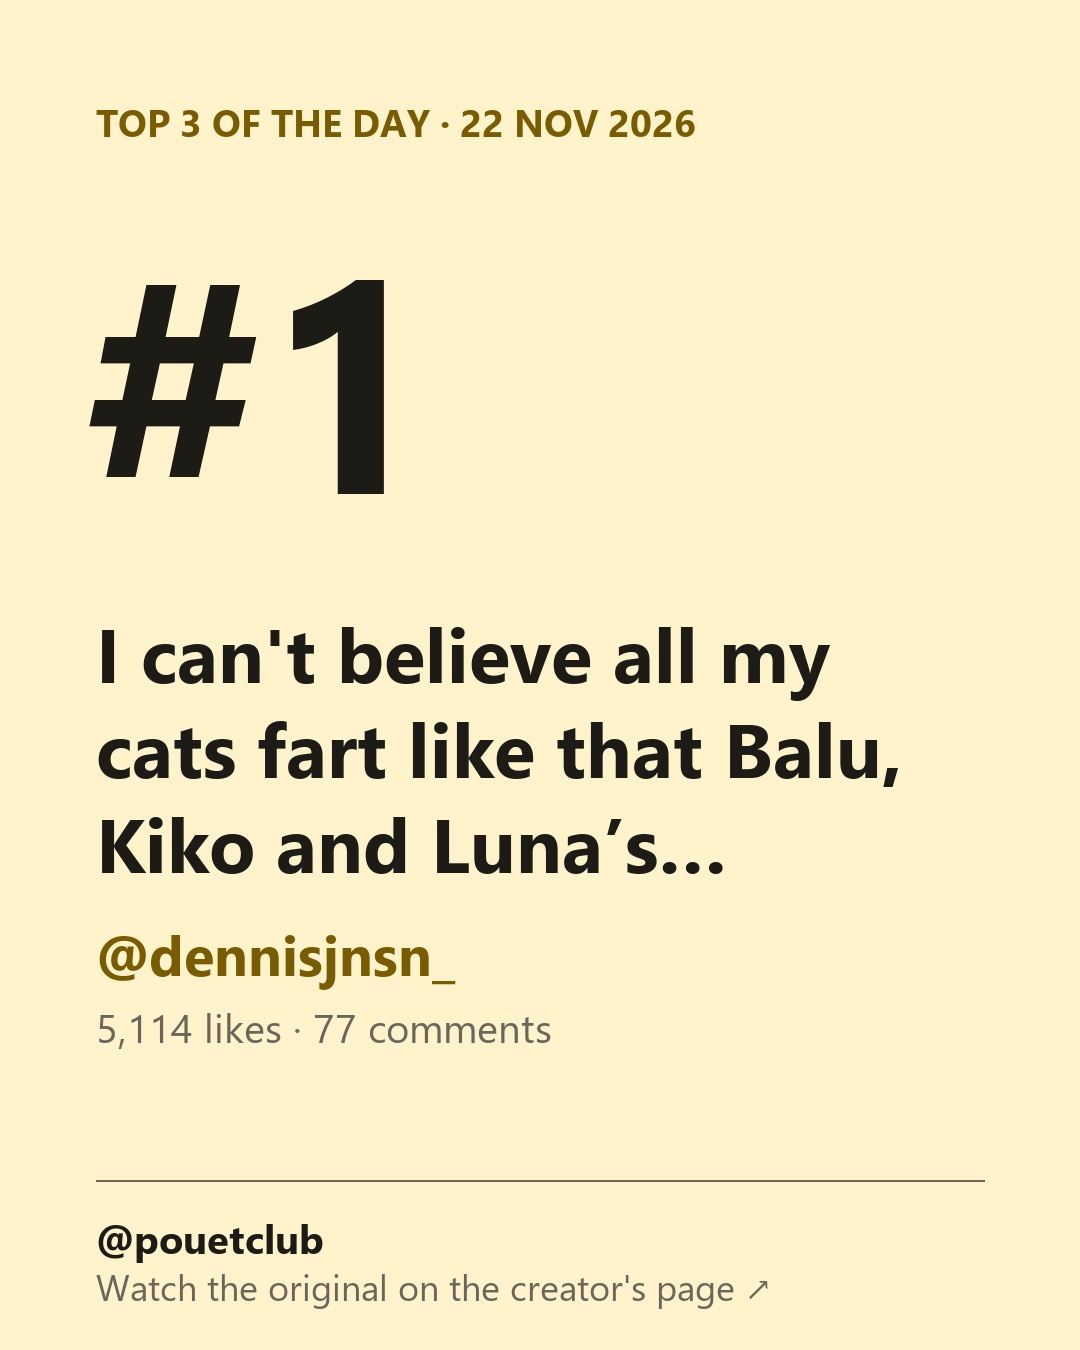 TOP 3 OF THE DAY · 22 NOV 2026
#1
I can't believe all my
cats fart like that Balu,
Kiko and Luna’s…
@dennisjnsn_
5,114 likes · 77 comments
@pouetclub
Watch the original on the creator's page ↗